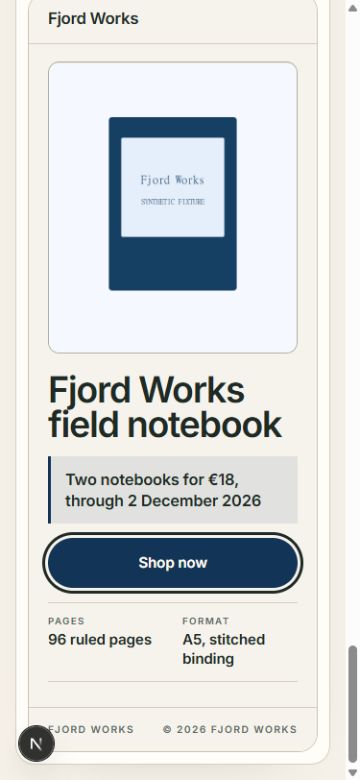 Fjord Works
Fjord Works
SYNTHETIC FIXTURE
Fjord Works
field notebook
Two notebooks for €18,
through 2 December 2026
Shop now
PAGES
96 ruled pages
FORMAT
A5, stitched
binding
FJORD WORKS
© 2026 FJORD WORKS
N